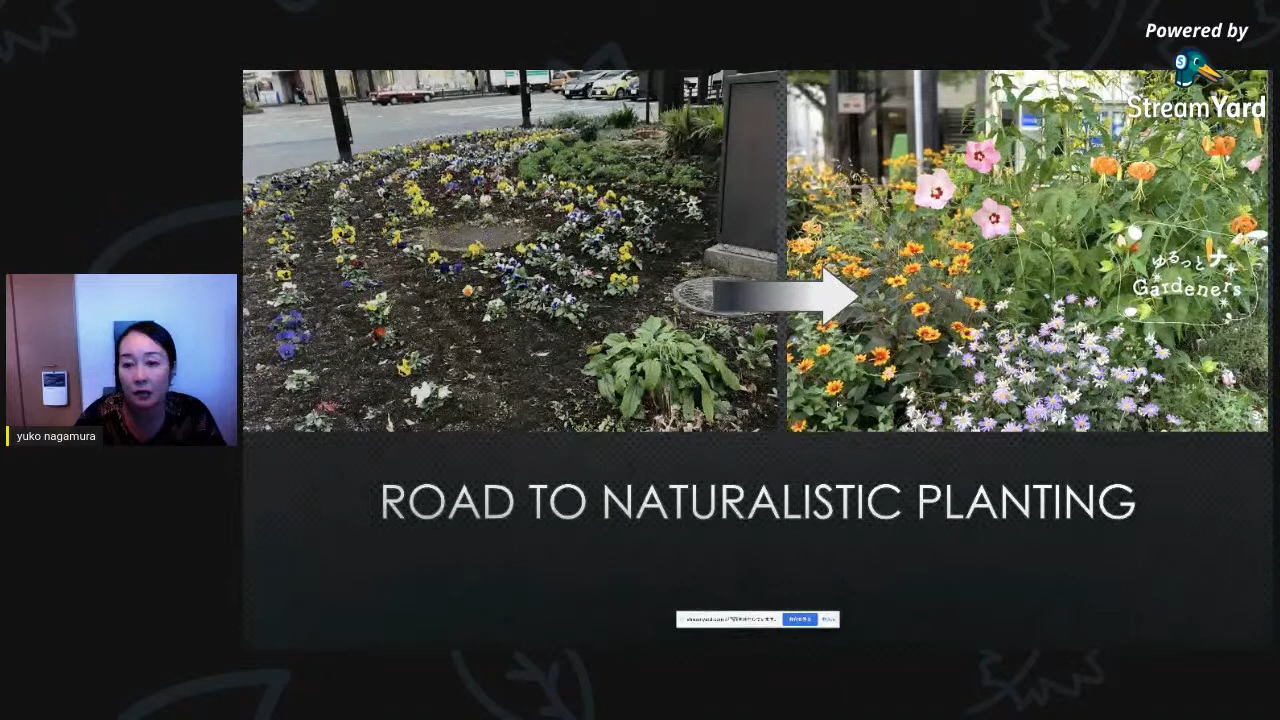 Powered by
StreamYard
ゆるっとナ
Gardeners
yuko nagamura
ROAD TO NATURALISTIC PLANTING